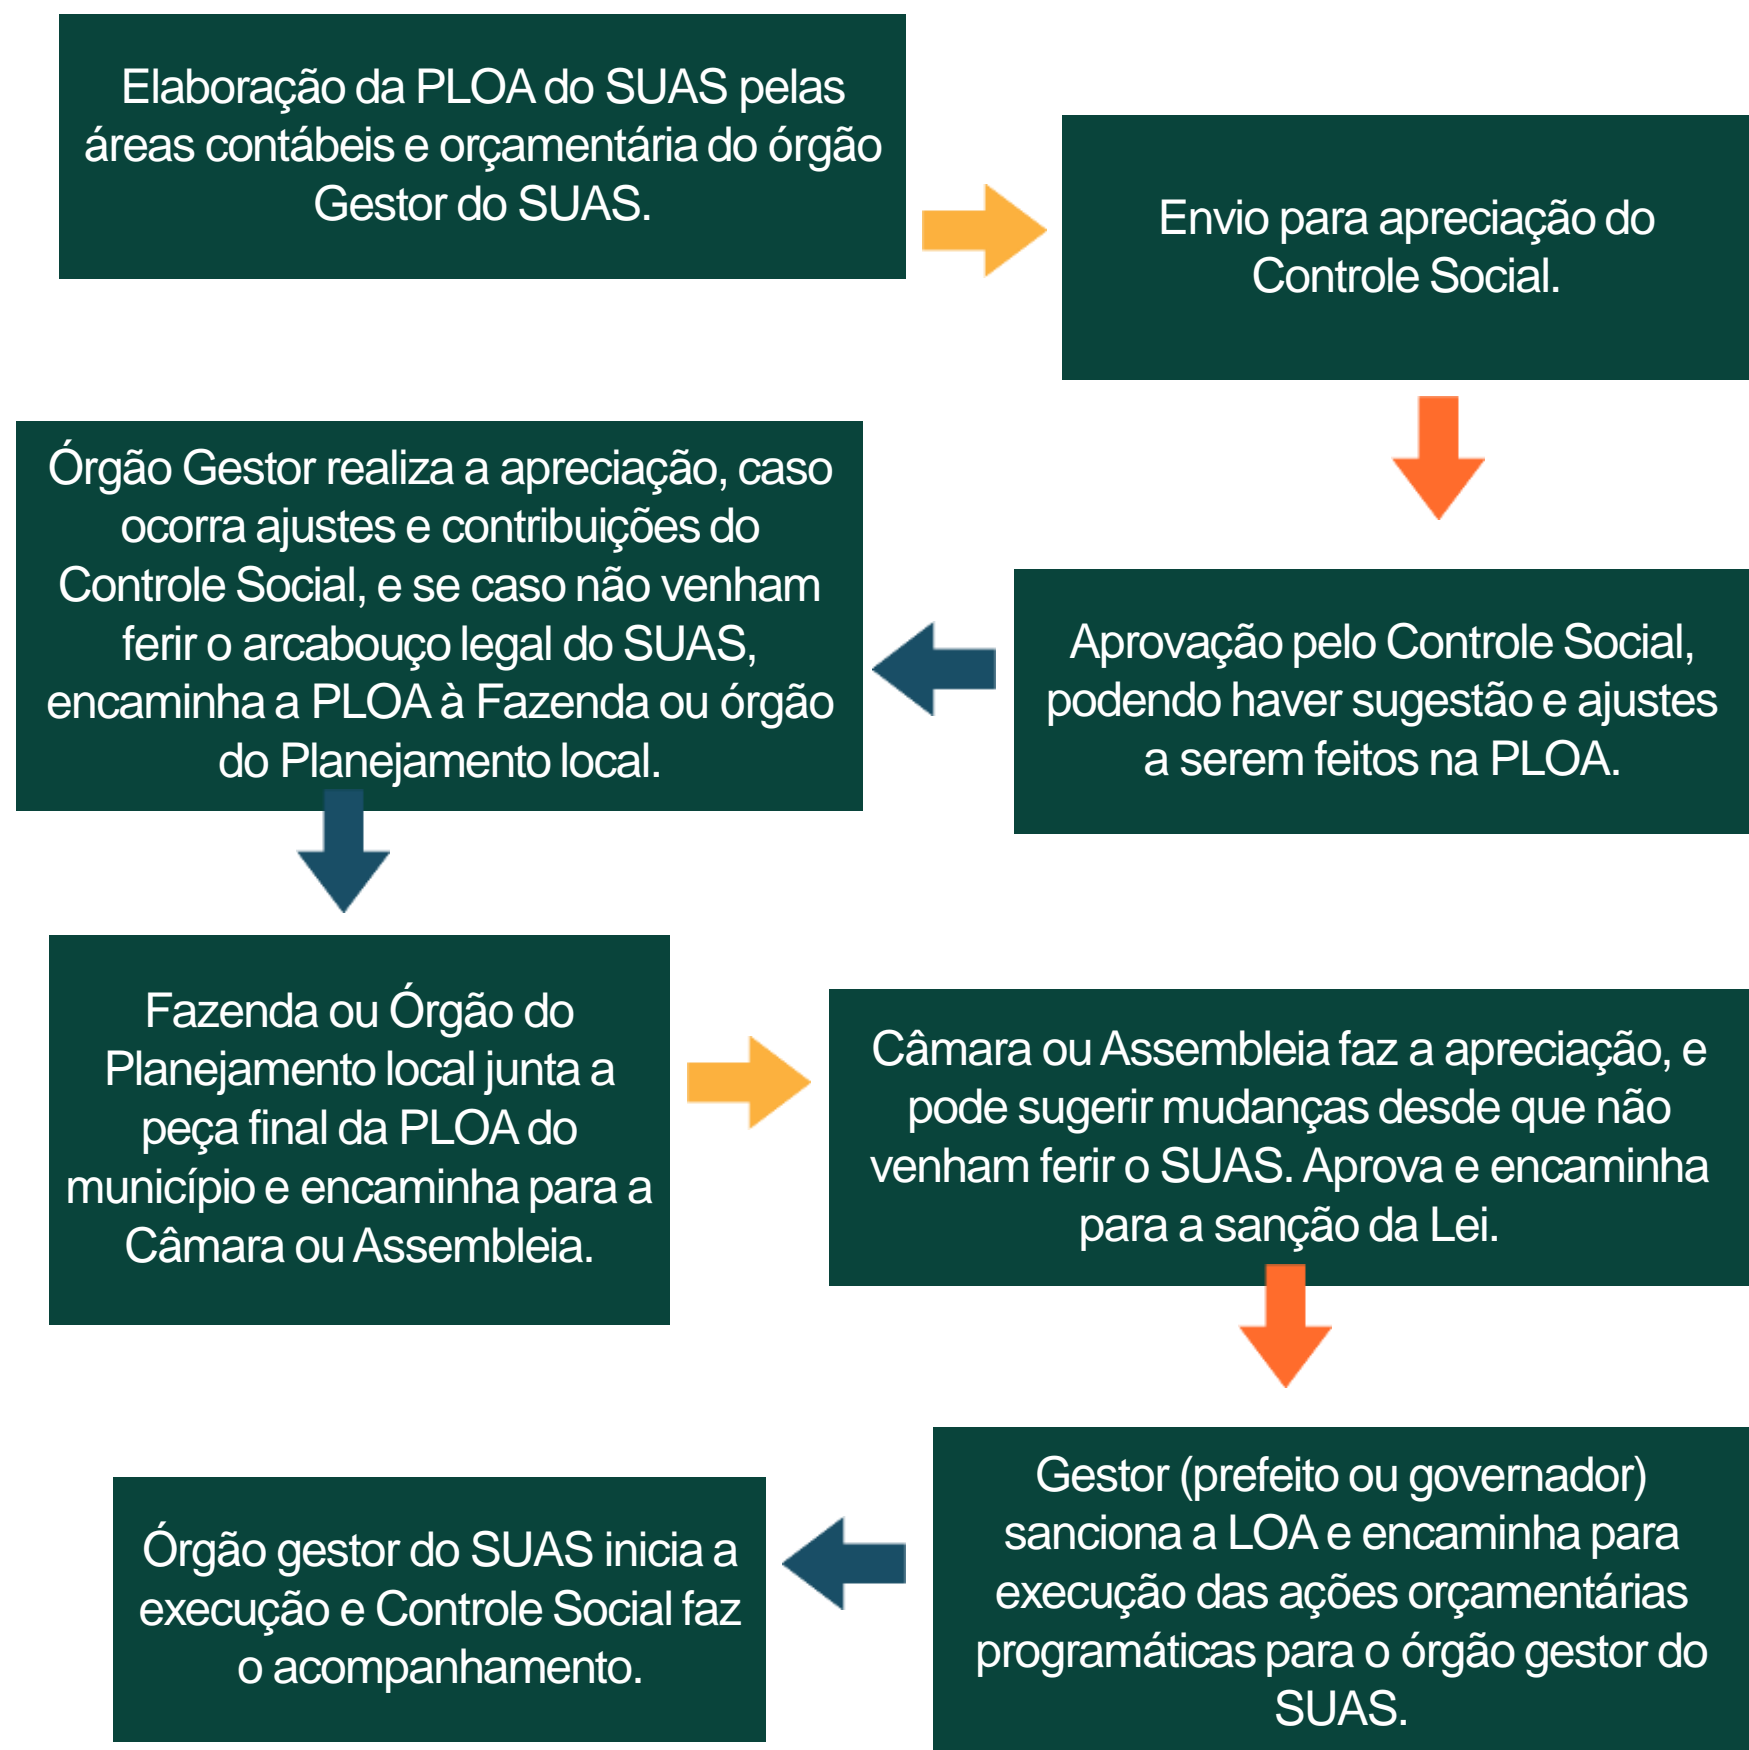 Elaboração da PLOA do SUAS pelas
áreas contábeis e orçamentária do órgão
Gestor do SUAS.
Envio para apreciação do
Controle Social.
Aprovação pelo Controle Social,
podendo haver sugestão e ajustes
a serem feitos na PLOA.
Órgão Gestor realiza a apreciação, caso
ocorra ajustes e contribuições do
Controle Social, e se caso não venham
ferir o arcabouço legal do SUAS,
encaminha a PLOA à Fazenda ou órgão
do Planejamento local.
Fazenda ou Órgão do
Planejamento local junta a
peça final da PLOA do
município e encaminha para a
Câmara ou Assembleia.
Câmara ou Assembleia faz a apreciação, e
pode sugerir mudanças desde que não
venham ferir o SUAS. Aprova e encaminha
para a sanção da Lei.
Gestor (prefeito ou governador)
sanciona a LOA e encaminha para
execução das ações orçamentárias
programáticas para o órgão gestor do
SUAS.
Órgão gestor do SUAS inicia a
execução e Controle Social faz
o acompanhamento.